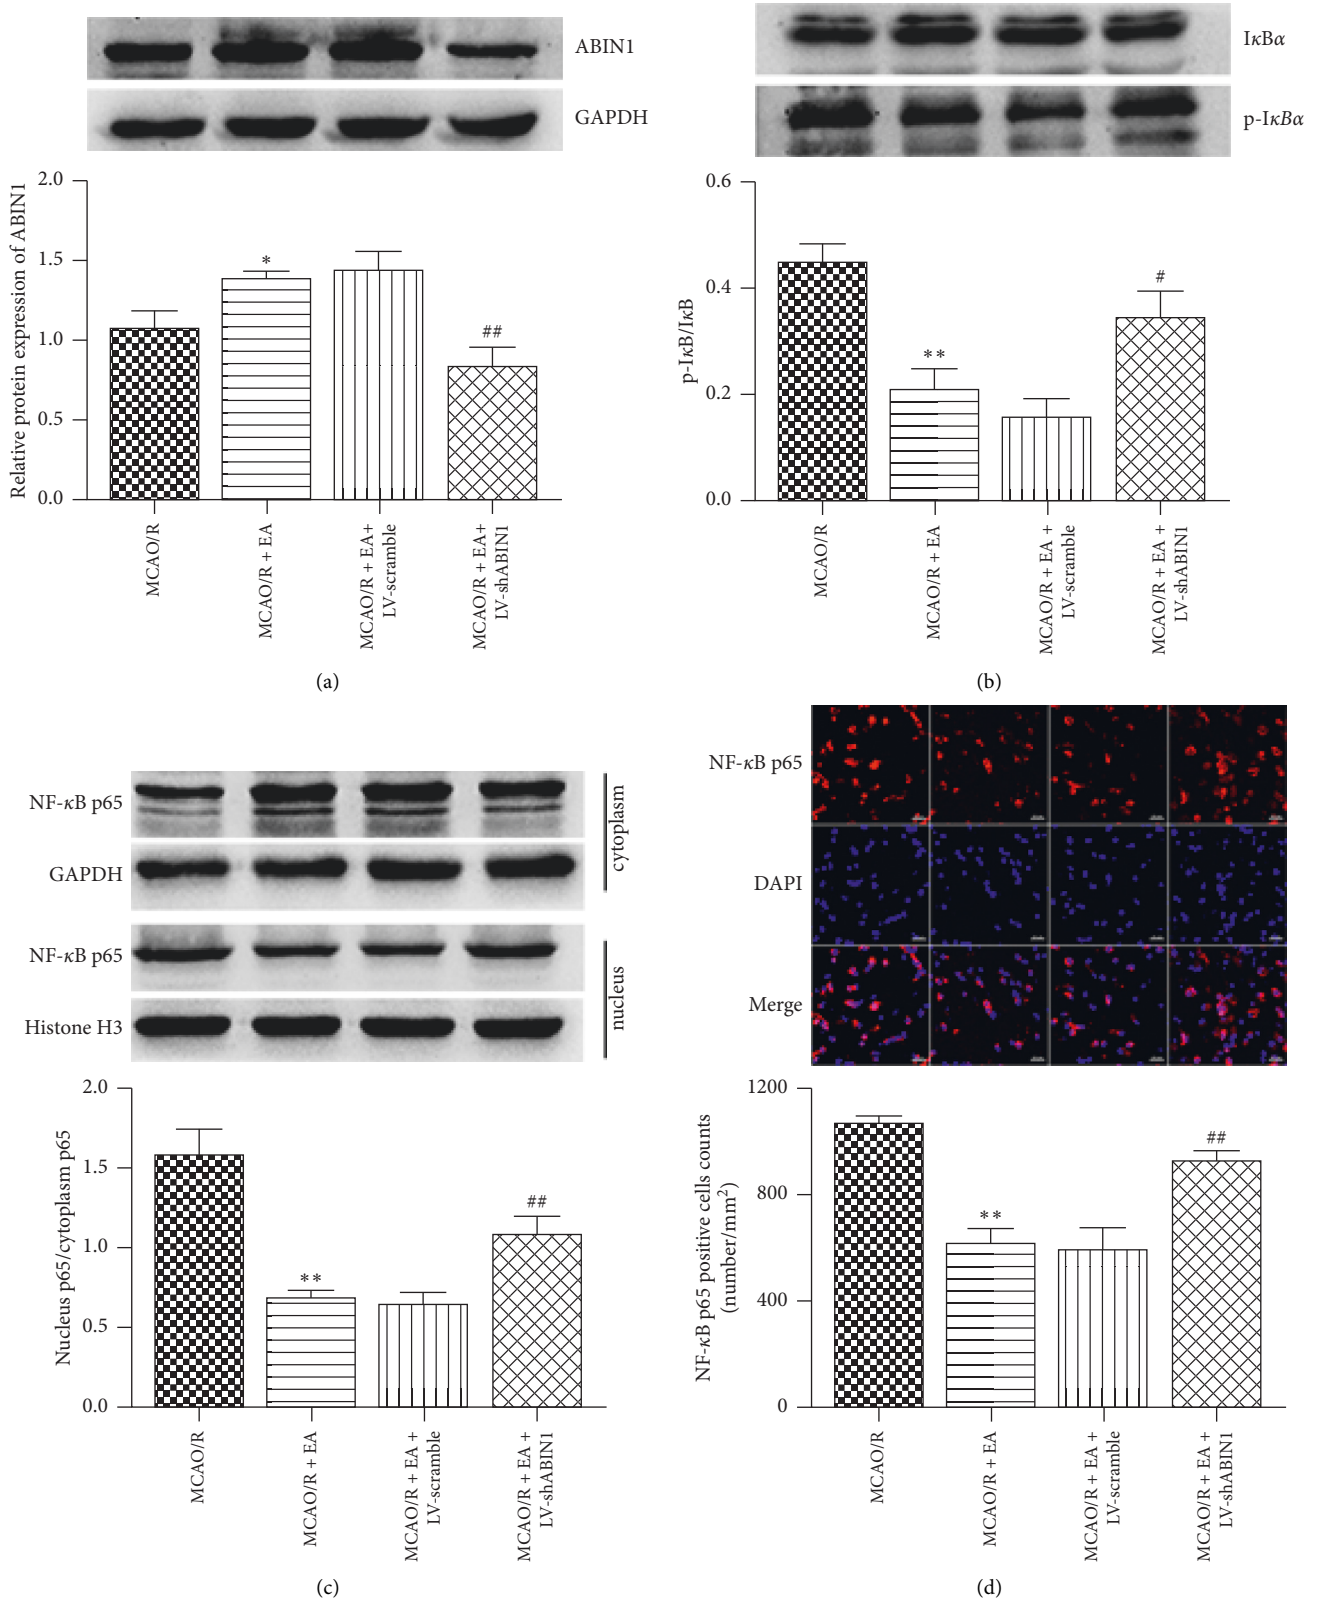 ABIN1
GAPDH
Relative protein expression of ABIN1
2.0
1.5
1.0
0.5
0.0
*
##
MCAO/R
MCAO/R + EA
MCAO/R + EA+
LV-scramble
MCAO/R + EA+
LV-shABIN1
(a)
IκBα
p-IκBα
p-IκB/IκB
0.6
0.4
0.2
0.0
**
#
MCAO/R
MCAO/R + EA
MCAO/R + EA +
LV-scramble
MCAO/R + EA +
LV-shABIN1
(b)
NF-κB p65
GAPDH
cytoplasm
NF-κB p65
Histone H3
nucleus
Nucleus p65/cytoplasm p65
2.0
1.5
1.0
0.5
0.0
**
##
MCAO/R
MCAO/R + EA
MCAO/R + EA +
LV-scramble
MCAO/R + EA +
LV-shABIN1
(c)
NF-κB p65
DAPI
Merge
NF-κB p65 positive cells counts
(number/mm²)
1200
800
400
0
**
##
MCAO/R
MCAO/R + EA
MCAO/R + EA +
LV-scramble
MCAO/R + EA +
LV-shABIN1
(d)